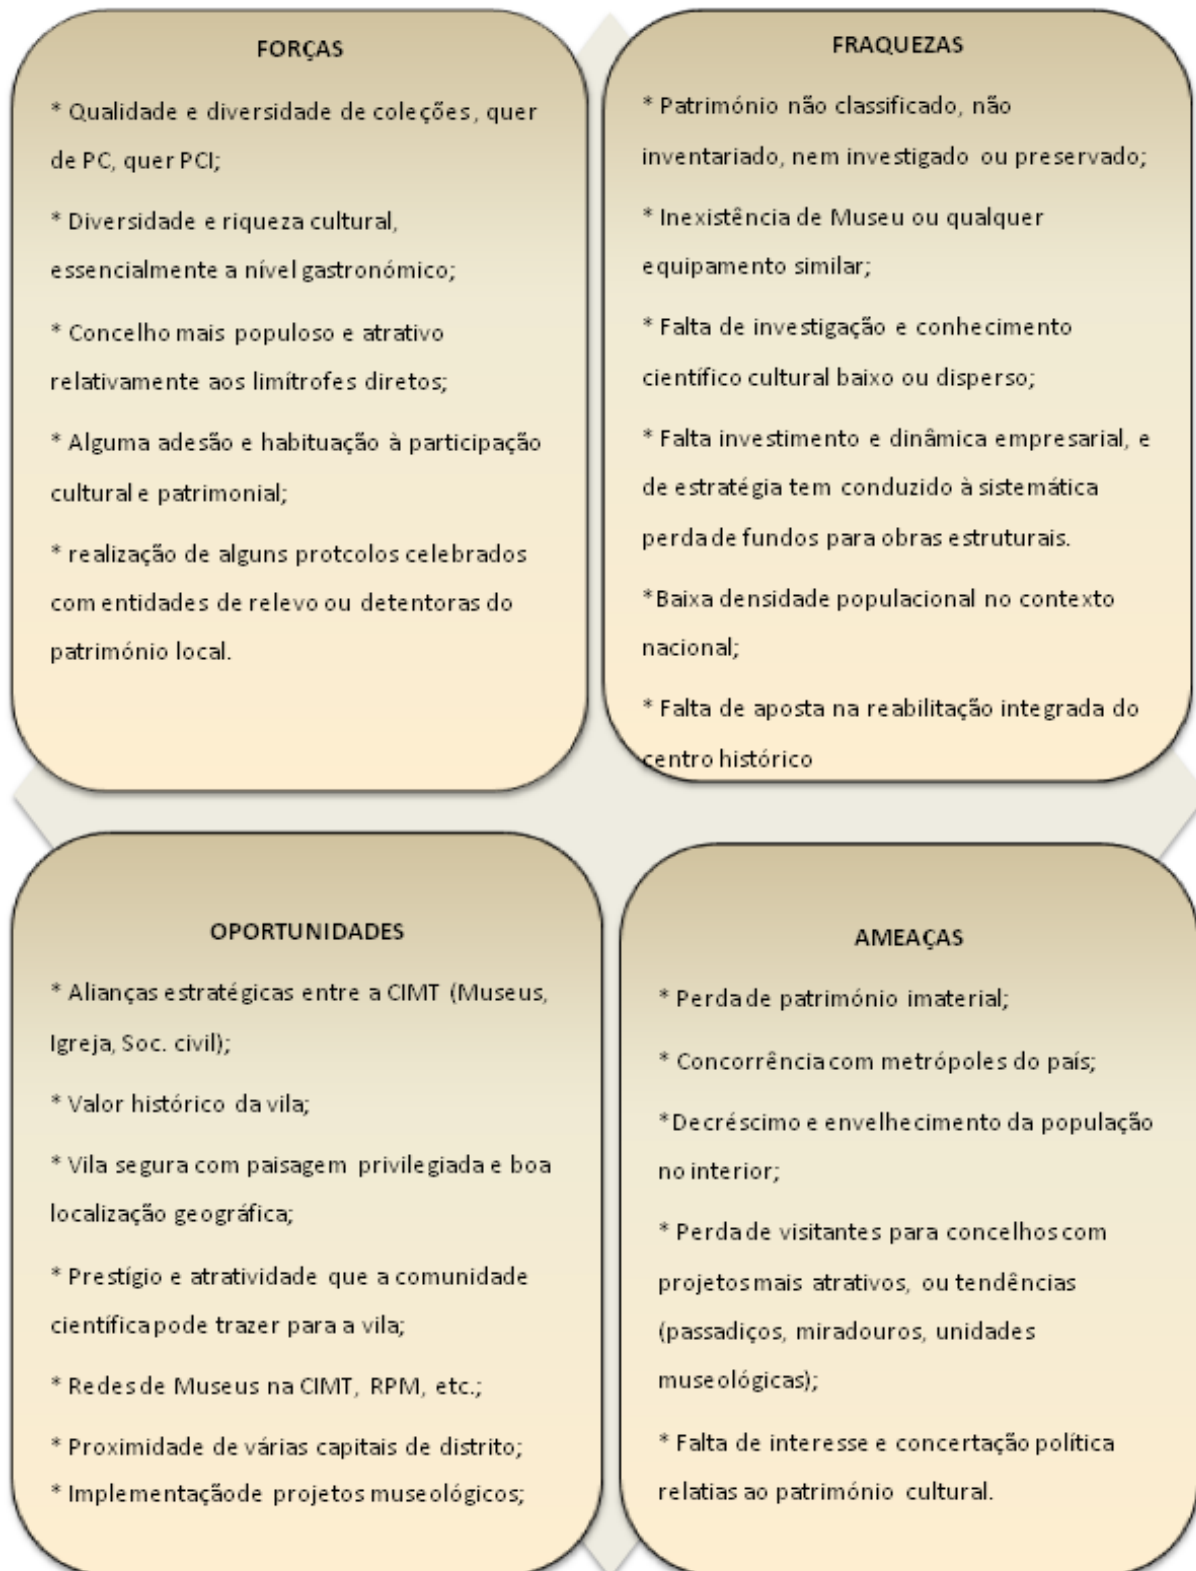 FORÇAS
* Qualidade e diversidade de coleções, quer
de PC, quer PCI;
* Diversidade e riqueza cultural,
essencialmente a nível gastronómico;
* Concelho mais populoso e atrativo
relativamente aos limítrofes diretos;
* Alguma adesão e habituação à participação
cultural e patrimonial;
* realização de alguns protcolos celebrados
com entidades de relevo ou detentoras do
património local.
FRAQUEZAS
* Património não classificado, não
inventariado, nem investigado ou preservado;
* Inexistência de Museu ou qualquer
equipamento similar;
* Falta de investigação e conhecimento
científico cultural baixo ou disperso;
* Falta investimento e dinâmica empresarial, e
de estratégia tem conduzido à sistemática
perda de fundos para obras estruturais.
*Baixa densidade populacional no contexto
nacional;
* Falta de aposta na reabilitação integrada do
centro histórico
OPORTUNIDADES
* Alianças estratégicas entre a CIMT (Museus,
Igreja, Soc. civil);
* Valor histórico da vila;
* Vila segura com paisagem privilegiada e boa
localização geográfica;
* Prestígio e atratividade que a comunidade
científica pode trazer para a vila;
* Redes de Museus na CIMT, RPM, etc.;
* Proximidade de várias capitais de distrito;
* Implementaçãode projetos museológicos;
AMEAÇAS
* Perda de património imaterial;
* Concorrência com metrópoles do país;
*Decréscimo e envelhecimento da população
no interior;
* Perda de visitantes para concelhos com
projetos mais atrativos, ou tendências
(passadiços, miradouros, unidades
museológicas);
* Falta de interesse e concertação política
relatias ao património cultural.